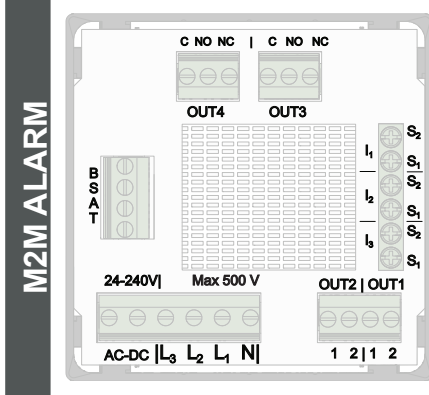 M2M ALARM
C NO NC | C NO NC
OUT4 OUT3
S₂
I₁
S₁
S₂
I₂
S₁
S₂
I₃
S₁
B
S
A
T
24-240V| Max 500 V
OUT2 | OUT1
AC-DC |L₃ L₂ L₁ N|
1 2 | 1 2